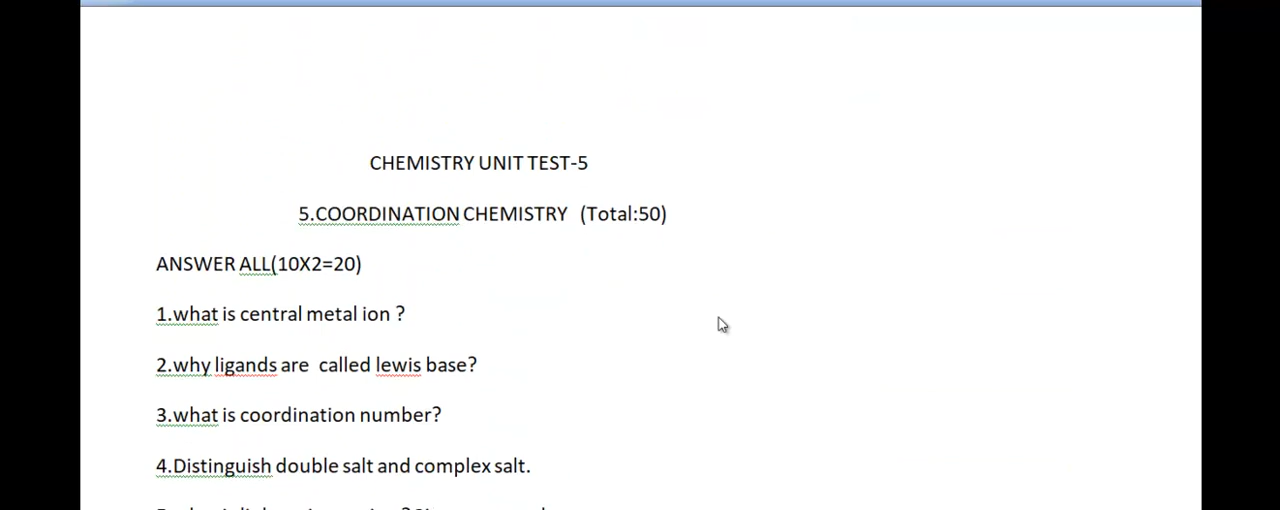 CHEMISTRY UNIT TEST-5
5.COORDINATION CHEMISTRY (Total:50)
ANSWER ALL(10X2=20)
1.what is central metal ion ?
2.why ligands are called lewis base?
3.what is coordination number?
4.Distinguish double salt and complex salt.